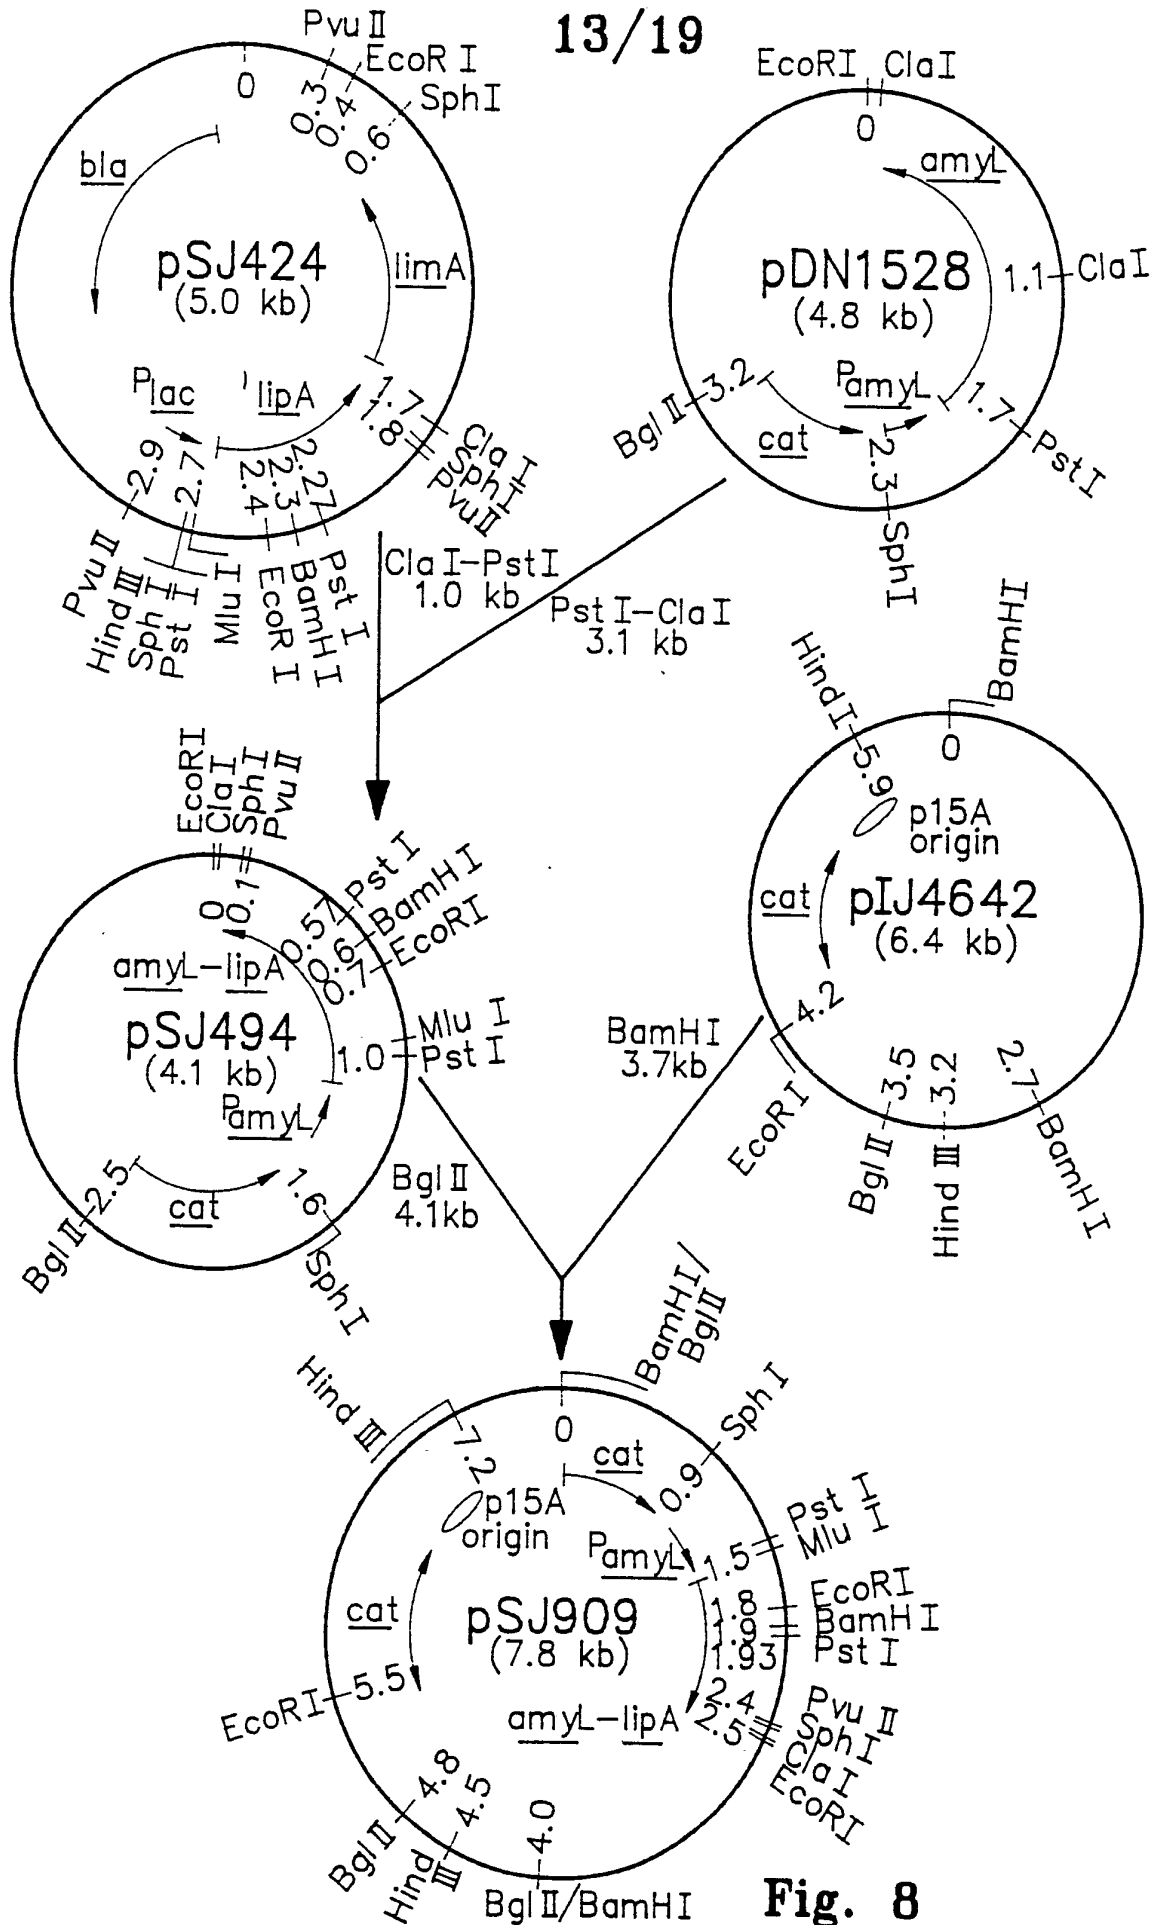 13/19
Pvu II
EcoR I
Sph I
0
0.3
0.4
0.6
bla
limA
pSJ424
(5.0 kb)
Plac
'lipA
1.7
1.8
Cla I
Sph I
Pvu II
2.9
2.7
2.4
2.3
2.27
Pvu II
Hind III
Sph I
Pst I
Mlu I
EcoR I
BamH I
Pst I
EcoRI
ClaI
0
amyL
pDN1528
(4.8 kb)
1.1
ClaI
Bgl II
3.2
PamyL
cat
1.7
PstI
2.3
SphI
Cla I-Pst I
1.0 kb
Pst I-Cla I
3.1 kb
EcoRI
ClaI
SphI
Pvu II
0
0.1
0.57
Pst I
0.6
BamH I
0.7
EcoRI
amyL-lipA
pSJ494
(4.1 kb)
1.0
Mlu I
Pst I
PamyL
Bgl II
2.5
cat
1.6
Sph I
Hind I
5.9
0
BamHI
p15A
origin
cat
pIJ4642
(6.4 kb)
4.2
EcoRI
3.5
Bgl II
3.2
Hind III
2.7
BamH I
BamH I
3.7kb
Bgl II
4.1kb
BamH I/
Bgl II
Hind III
7.2
0
cat
0.9
Sph I
p15A
origin
PamyL
1.5
Pst I
Mlu I
cat
pSJ909
(7.8 kb)
1.8
EcoRI
1.9
BamH I
1.93
Pst I
EcoRI
5.5
amyL-lipA
2.4
2.5
Pvu II
Sph I
Cla I
EcoRI
4.8
Bgl II
4.5
Hind
III
4.0
Bgl II/BamHI
Fig. 8